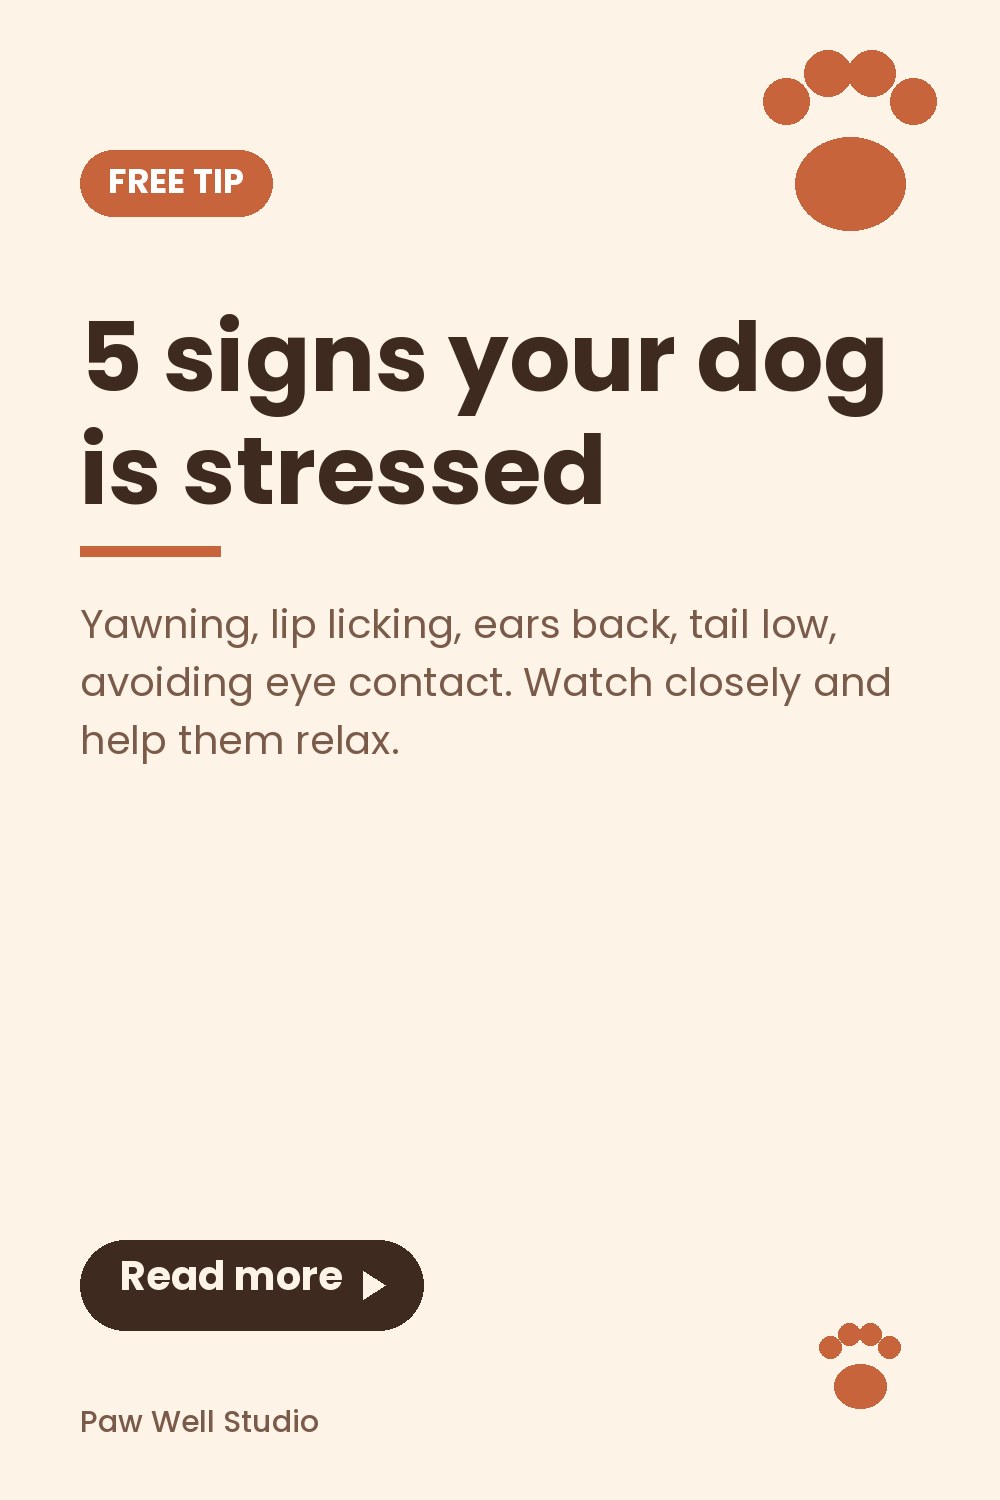 FREE TIP
5 signs your dog
is stressed
Yawning, lip licking, ears back, tail low,
avoiding eye contact. Watch closely and
help them relax.
Read more
Paw Well Studio